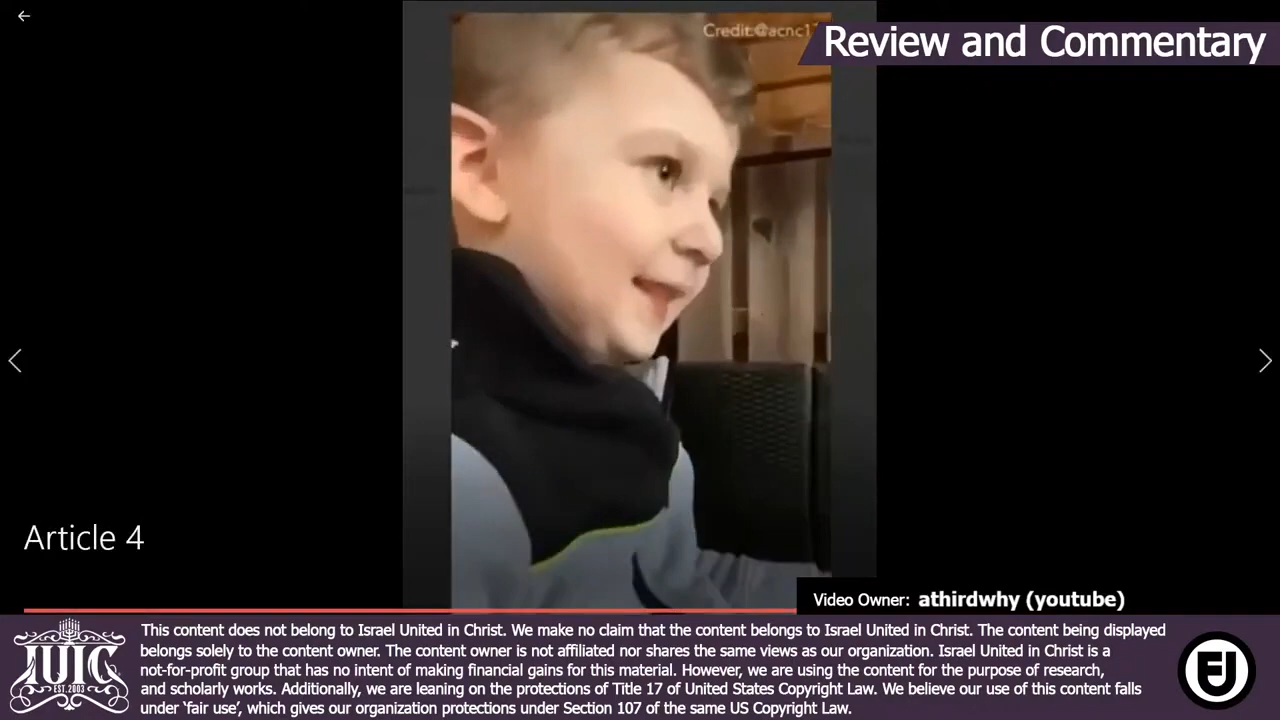 Credit:@acnc1
Review and Commentary
Article 4
Video Owner: athirdwhy (youtube)
This content does not belong to Israel United in Christ. We make no claim that the content belongs to Israel United in Christ. The content being displayed
belongs solely to the content owner. The content owner is not affiliated nor shares the same views as our organization. Israel United in Christ is a
not-for-profit group that has no intent of making financial gains for this material. However, we are using the content for the purpose of research,
and scholarly works. Additionally, we are leaning on the protections of Title 17 of United States Copyright Law. We believe our use of this content falls
under ‘fair use’, which gives our organization protections under Section 107 of the same US Copyright Law.
IUIC
EST. 2003